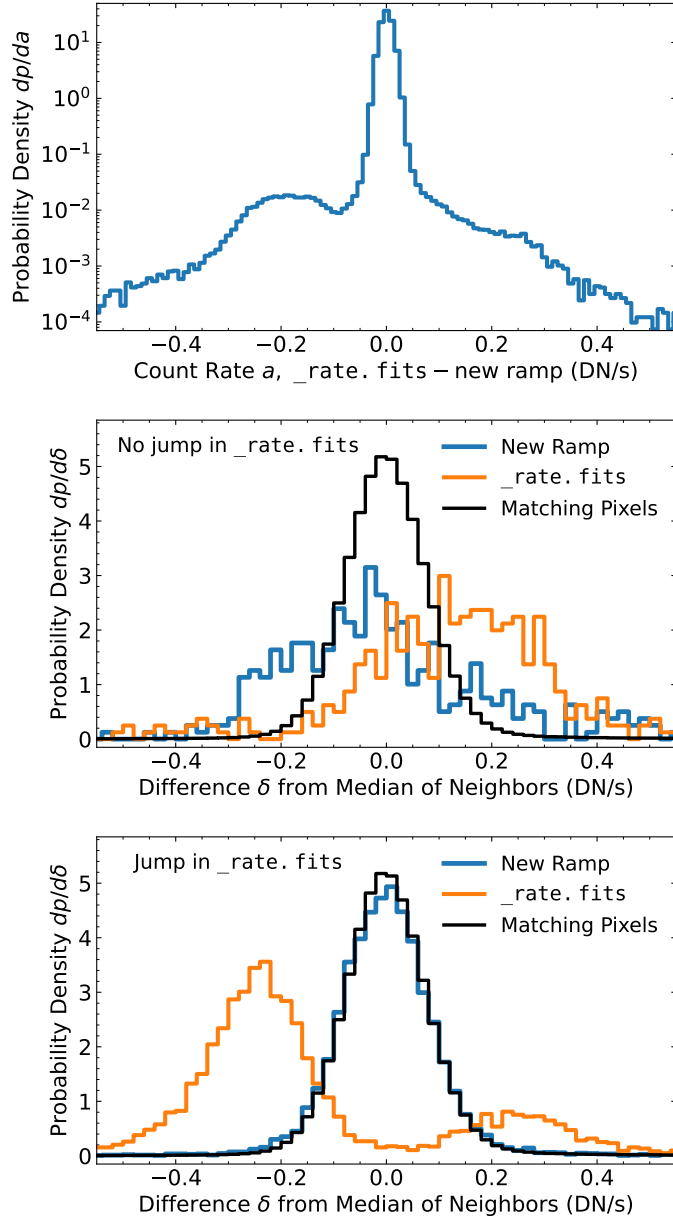 Probability Density dp/da
10¹
10⁰
10⁻¹
10⁻²
10⁻³
10⁻⁴
−0.4 −0.2 0.0 0.2 0.4
Count Rate a, _rate.fits − new ramp (DN/s)
Probability Density dp/dδ
No jump in _rate.fits
New Ramp
_rate.fits
Matching Pixels
5
4
3
2
1
0
−0.4 −0.2 0.0 0.2 0.4
Difference δ from Median of Neighbors (DN/s)
Probability Density dp/dδ
Jump in _rate.fits
New Ramp
_rate.fits
Matching Pixels
5
4
3
2
1
0
−0.4 −0.2 0.0 0.2 0.4
Difference δ from Median of Neighbors (DN/s)